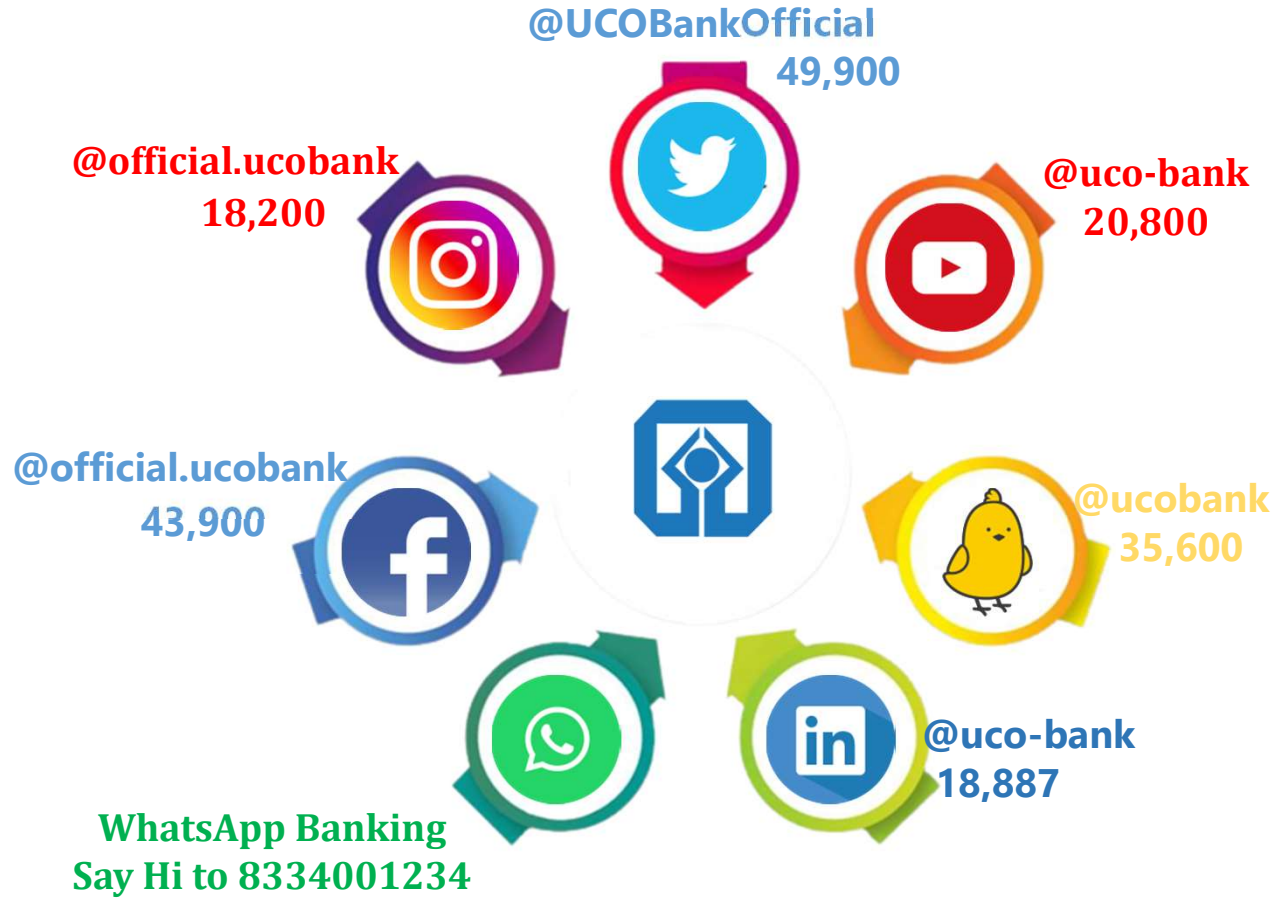 @UCOBankOfficial
49,900
@official.ucobank
18,200
@uco-bank
20,800
@official.ucobank
43,900
@ucobank
35,600
in
@uco-bank
18,887
WhatsApp Banking
Say Hi to 8334001234